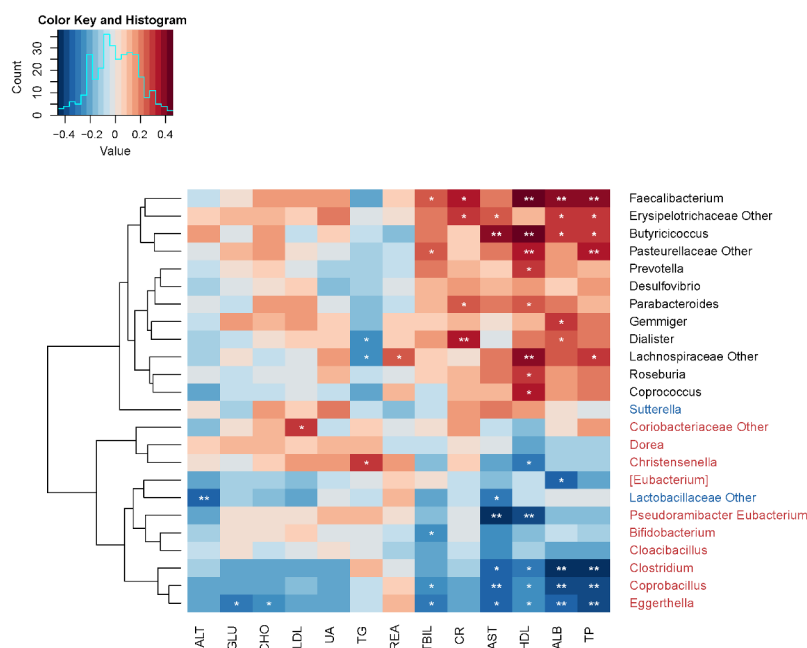 Color Key and Histogram
Count
0 10 20 30
−0.4 −0.2 0 0.2 0.4
Value
* * ** ** ** Faecalibacterium
* * * * Erysipelotrichaceae Other
** ** * * Butyricicoccus
* ** ** Pasteurellaceae Other
* Prevotella
Desulfovibrio
* * Parabacteroides
* Gemmiger
* ** * Dialister
* * ** * Lachnospiraceae Other
* Roseburia
* Coprococcus
Sutterella
* Coriobacteriaceae Other
Dorea
* * Christensenella
* [Eubacterium]
** * Lactobacillaceae Other
** ** Pseudoramibacter Eubacterium
* Bifidobacterium
Cloacibacillus
* * ** ** Clostridium
* ** * ** ** Coprobacillus
* * * * * ** ** Eggerthella
ALT GLU CHO LDL UA TG REA TBIL CR AST HDL ALB TP